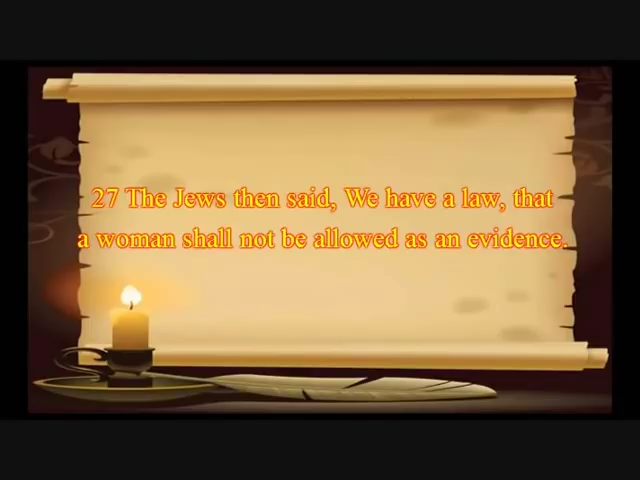 27 The Jews then said, We have a law, that
a woman shall not be allowed as an evidence.